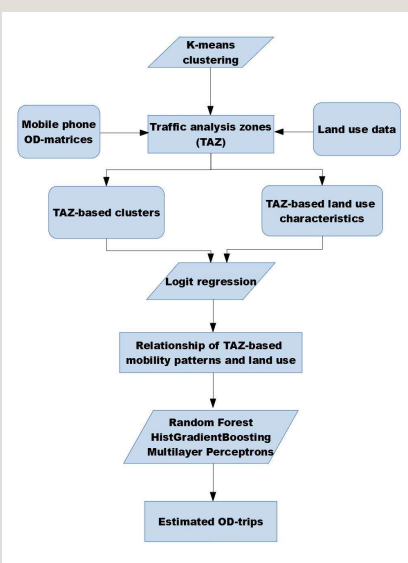 K-means
clustering
Mobile phone
OD-matrices
Traffic analysis zones
(TAZ)
Land use data
TAZ-based clusters
TAZ-based land use
characteristics
Logit regression
Relationship of TAZ-based
mobility patterns and land use
Random Forest
HistGradientBoosting
Multilayer Perceptrons
Estimated OD-trips